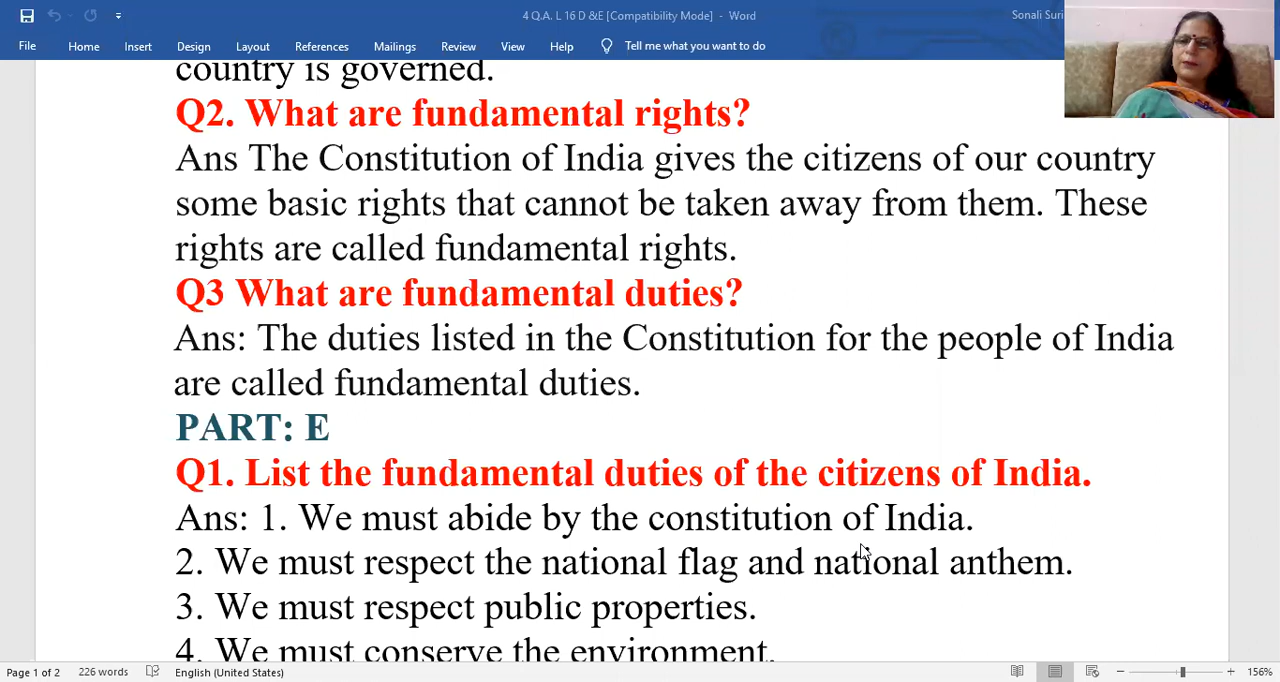 4 Q.A. L 16 D &E [Compatibility Mode] - Word
Sonali Suri
File Home Insert Design Layout References Mailings Review View Help Tell me what you want to do
country is governed.
Q2. What are fundamental rights?
Ans The Constitution of India gives the citizens of our country
some basic rights that cannot be taken away from them. These
rights are called fundamental rights.
Q3 What are fundamental duties?
Ans: The duties listed in the Constitution for the people of India
are called fundamental duties.
PART: E
Q1. List the fundamental duties of the citizens of India.
Ans: 1. We must abide by the constitution of India.
2. We must respect the national flag and national anthem.
3. We must respect public properties.
4. We must conserve the environment.
Page 1 of 2 226 words English (United States) 156%